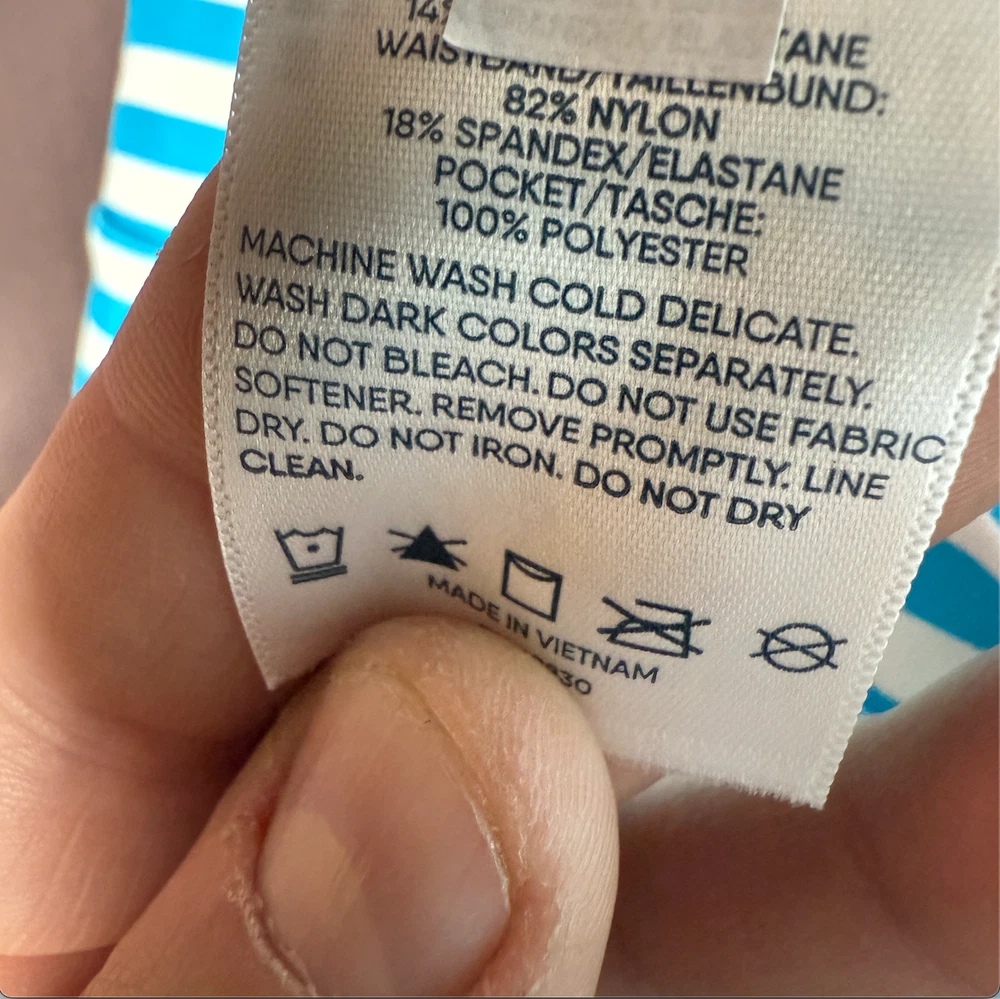 WAISTBAND/TAILLENBUND:
82% NYLON
18% SPANDEX/ELASTANE
POCKET/TASCHE:
100% POLYESTER
MACHINE WASH COLD DELICATE.
WASH DARK COLORS SEPARATELY.
DO NOT BLEACH. DO NOT USE FABRIC
SOFTENER. REMOVE PROMPTLY. LINE
DRY. DO NOT IRON. DO NOT DRY
CLEAN.
MADE IN VIETNAM